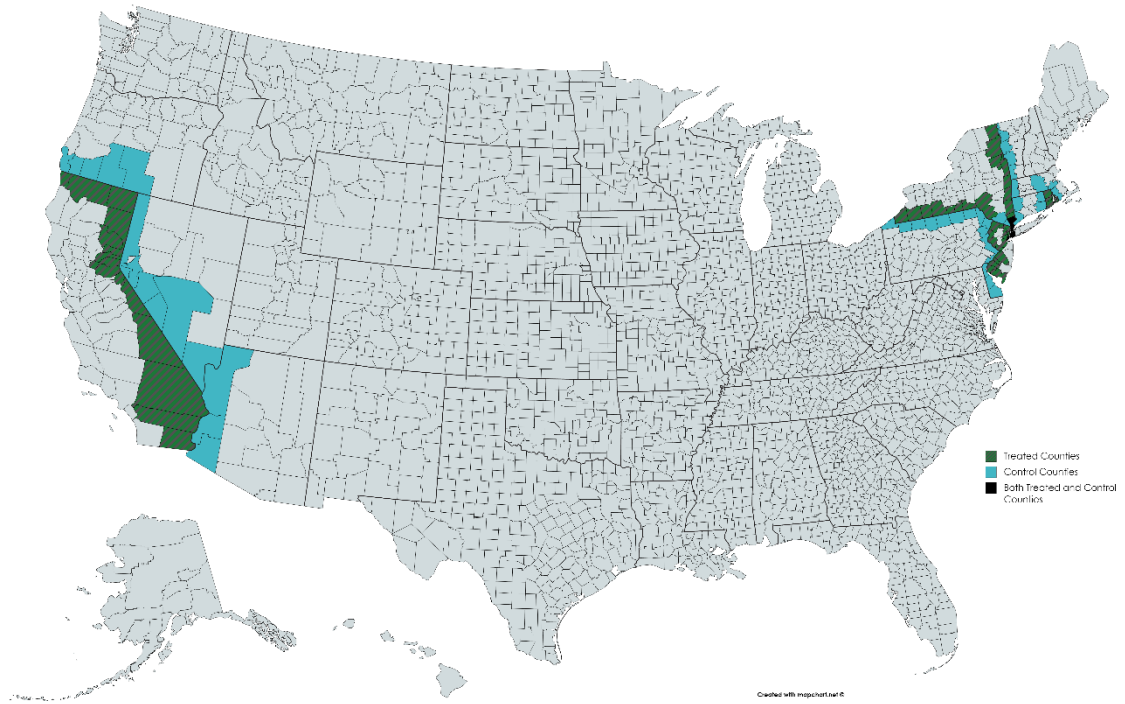 Treated Counties
Control Counties
Both Treated and Control
Counties
Created with mapchart.net ©